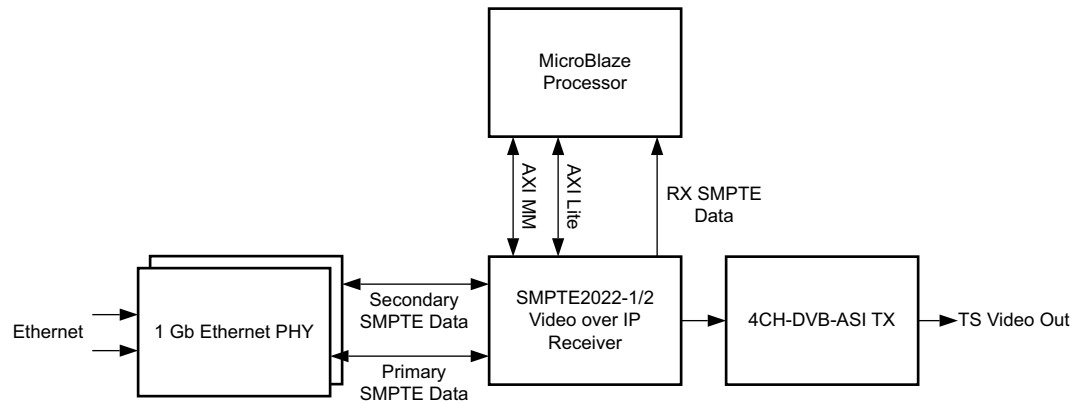 MicroBlaze
Processor
AXI MM
AXI Lite
RX SMPTE
Data
Ethernet
1 Gb Ethernet PHY
Secondary
SMPTE Data
Primary
SMPTE Data
SMPTE2022-1/2
Video over IP
Receiver
4CH-DVB-ASI TX
TS Video Out